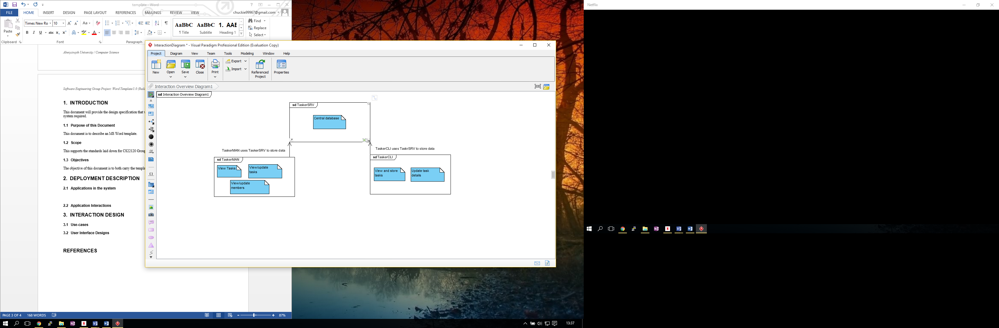 template - Word
FILE HOME INSERT DESIGN PAGE LAYOUT REFERENCES MAILINGS REVIEW VIEW chuckie99967@gmail.com
Paste
Times New Ro 10
Clipboard Font Paragraph
AaBbC AaBbC 1. AAE
¶ Title Subtitle Heading 1
Find
Replace
Select
Aberystwyth University / Computer Science
Software Engineering Group Project: Word Template/1.0 (Build
1. INTRODUCTION
This document will provide the design specification that
system required.
1.1 Purpose of this Document
This document is to describe an MS Word template.
1.2 Scope
This supports the standards laid down for CS22120 Group
1.3 Objectives
The objective of this document is to both carry the templa
2. DEPLOYMENT DESCRIPTION
2.1 Applications in the system
2.2 Application Interactions
3. INTERACTION DESIGN
3.1 Use-cases
3.2 User Interface Designs
REFERENCES
PAGE 3 OF 4 168 WORDS 87%
InteractionDiagram * - Visual Paradigm Professional Edition (Evaluation Copy)
Project Diagram View Team Tools Modeling Window Help
New Open Save Close Print Export Import Referenced Project Properties
Interaction Overview Diagram1
sd Interaction Overview Diagram1
sd TaskerSRV
Central database
TaskerMAN uses TaskerSRV to store data
TaskerCLI uses TaskrSRV to store data
sd TaskerMAN
View Tasks
View/update
tasks
View/update
members
sd TaskerCLI
View and store
tasks
Update task
details
CF
13:37
Netflix